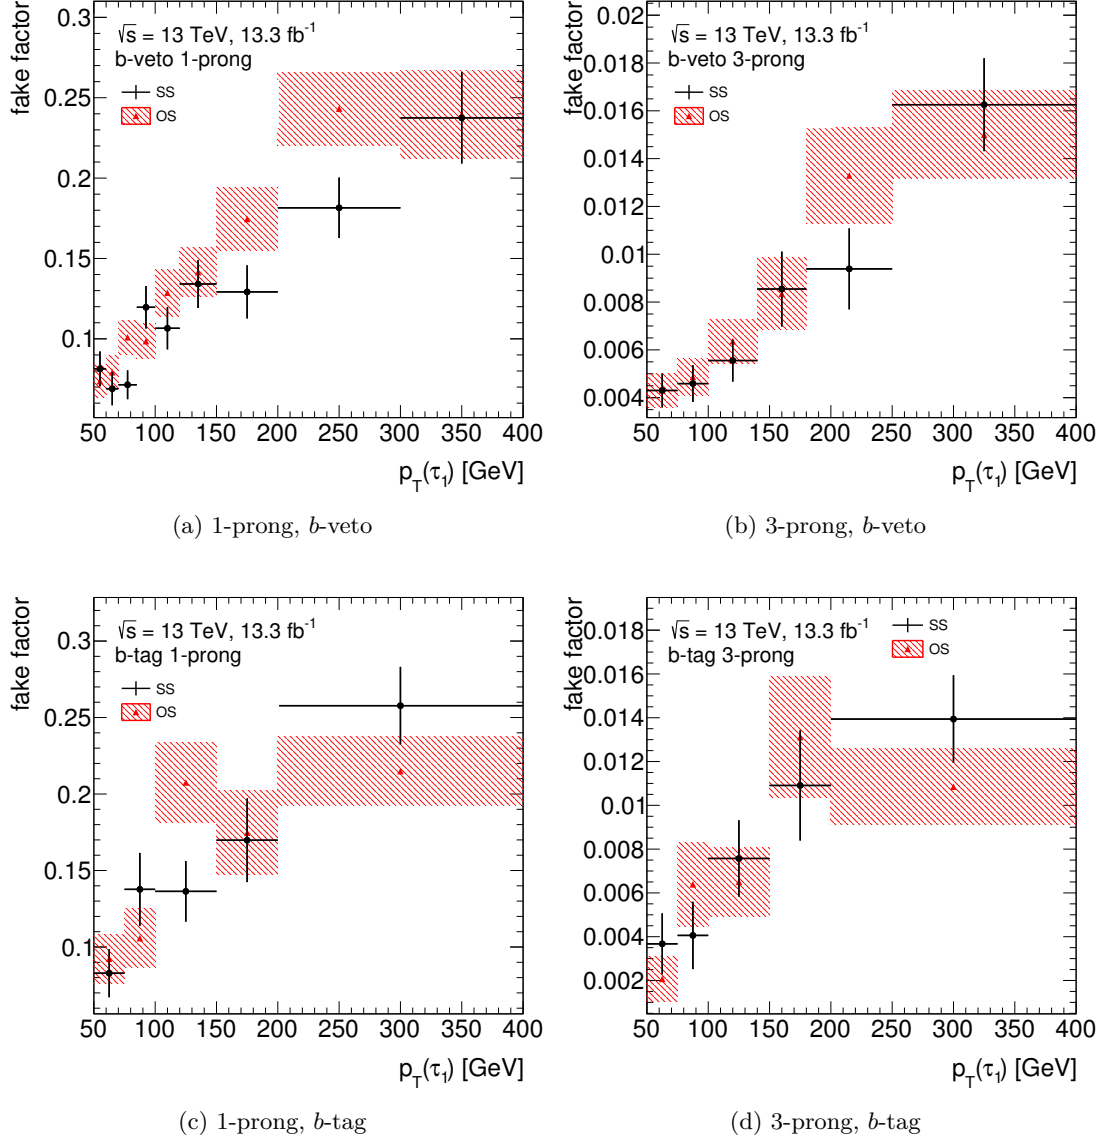 fake factor
0.3
0.25
0.2
0.15
0.1
√s = 13 TeV, 13.3 fb⁻¹
b-veto 1-prong
SS
OS
50 100 150 200 250 300 350 400
p_T(τ_1) [GeV]
(a) 1-prong, b-veto
fake factor
0.02
0.018
0.016
0.014
0.012
0.01
0.008
0.006
0.004
√s = 13 TeV, 13.3 fb⁻¹
b-veto 3-prong
SS
OS
50 100 150 200 250 300 350 400
p_T(τ_1) [GeV]
(b) 3-prong, b-veto
fake factor
0.3
0.25
0.2
0.15
0.1
√s = 13 TeV, 13.3 fb⁻¹
b-tag 1-prong
SS
OS
50 100 150 200 250 300 350 400
p_T(τ_1) [GeV]
(c) 1-prong, b-tag
fake factor
0.018
0.016
0.014
0.012
0.01
0.008
0.006
0.004
0.002
√s = 13 TeV, 13.3 fb⁻¹
b-tag 3-prong
SS
OS
50 100 150 200 250 300 350 400
p_T(τ_1) [GeV]
(d) 3-prong, b-tag